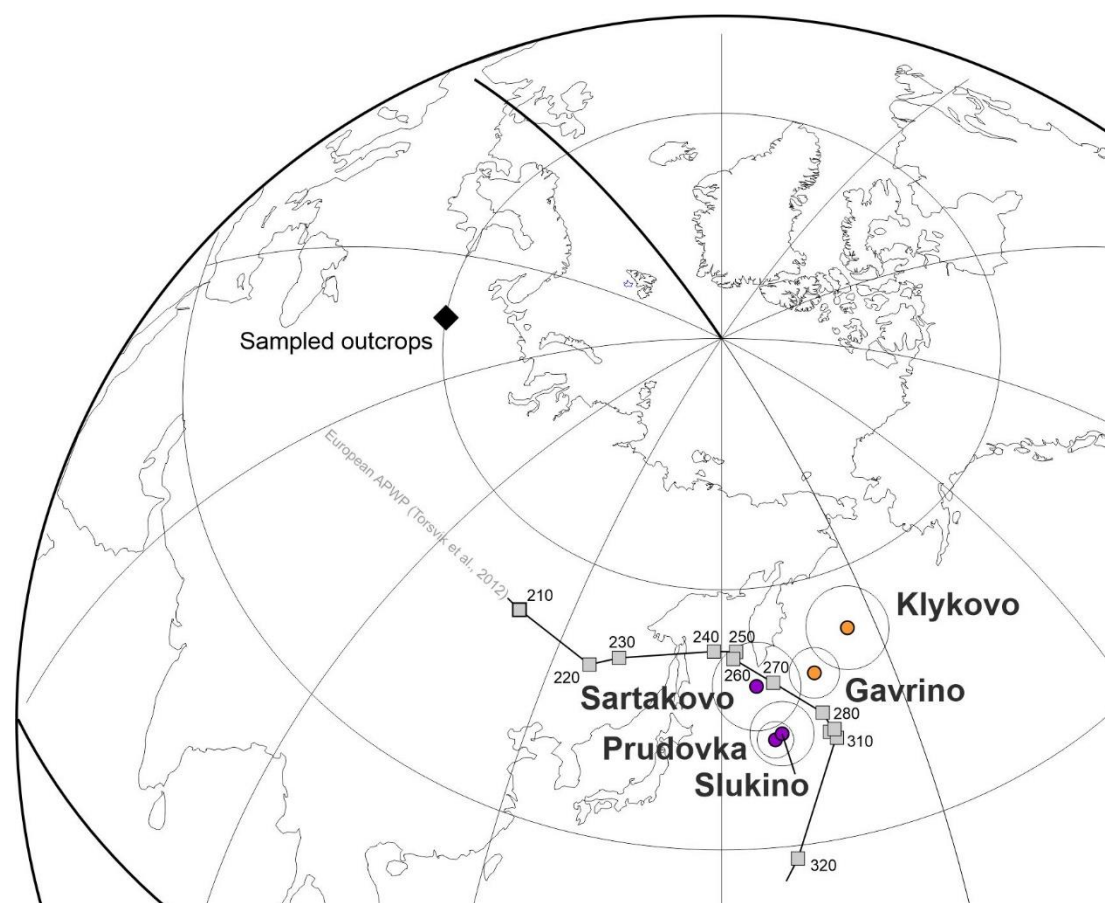 Sampled outcrops
European APWP (Torsvik et al., 2012)
Klykovo
210
230
240
250
220
260
270
Sartakovo
Gavrino
280
Prudovka
310
Slukino
320